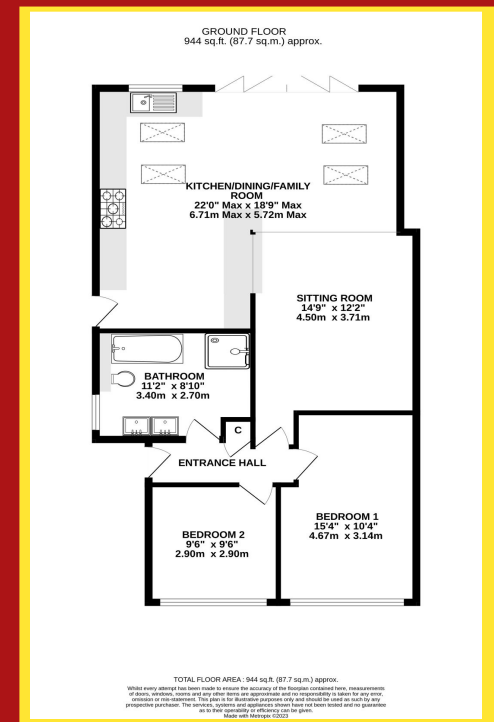 GROUND FLOOR
944 sq.ft. (87.7 sq.m.) approx.
KITCHEN/DINING/FAMILY
ROOM
22'0" Max x 18'9" Max
6.71m Max x 5.72m Max
SITTING ROOM
14'9" x 12'2"
4.50m x 3.71m
BATHROOM
11'2" x 8'10"
3.40m x 2.70m
C
ENTRANCE HALL
BEDROOM 1
15'4" x 10'4"
4.67m x 3.14m
BEDROOM 2
9'6" x 9'6"
2.90m x 2.90m
TOTAL FLOOR AREA : 944 sq.ft. (87.7 sq.m.) approx.
Whilst every attempt has been made to ensure the accuracy of the floorplan contained here, measurements
of doors, windows, rooms and any other items are approximate and no responsibility is taken for any error,
omission or mis-statement. This plan is for illustrative purposes only and should be used as such by any
prospective purchaser. The services, systems and appliances shown have not been tested and no guarantee
as to their operability or efficiency can be given.
Made with Metropix ©2023